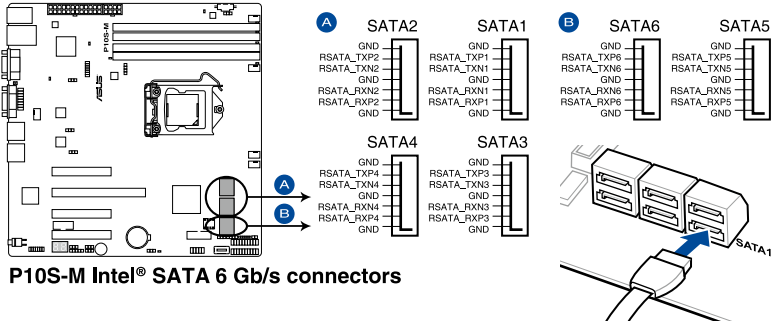 P10S-M
/SUS
A
SATA2
GND
RSATA_TXP2
RSATA_TXN2
GND
RSATA_RXN2
RSATA_RXP2
GND
SATA1
GND
RSATA_TXP1
RSATA_TXN1
GND
RSATA_RXN1
RSATA_RXP1
GND
SATA4
GND
RSATA_TXP4
RSATA_TXN4
GND
RSATA_RXN4
RSATA_RXP4
GND
SATA3
GND
RSATA_TXP3
RSATA_TXN3
GND
RSATA_RXN3
RSATA_RXP3
GND
B
SATA6
GND
RSATA_TXP6
RSATA_TXN6
GND
RSATA_RXN6
RSATA_RXP6
GND
SATA5
GND
RSATA_TXP5
RSATA_TXN5
GND
RSATA_RXN5
RSATA_RXP5
GND
A
B
SATA1
P10S-M Intel® SATA 6 Gb/s connectors